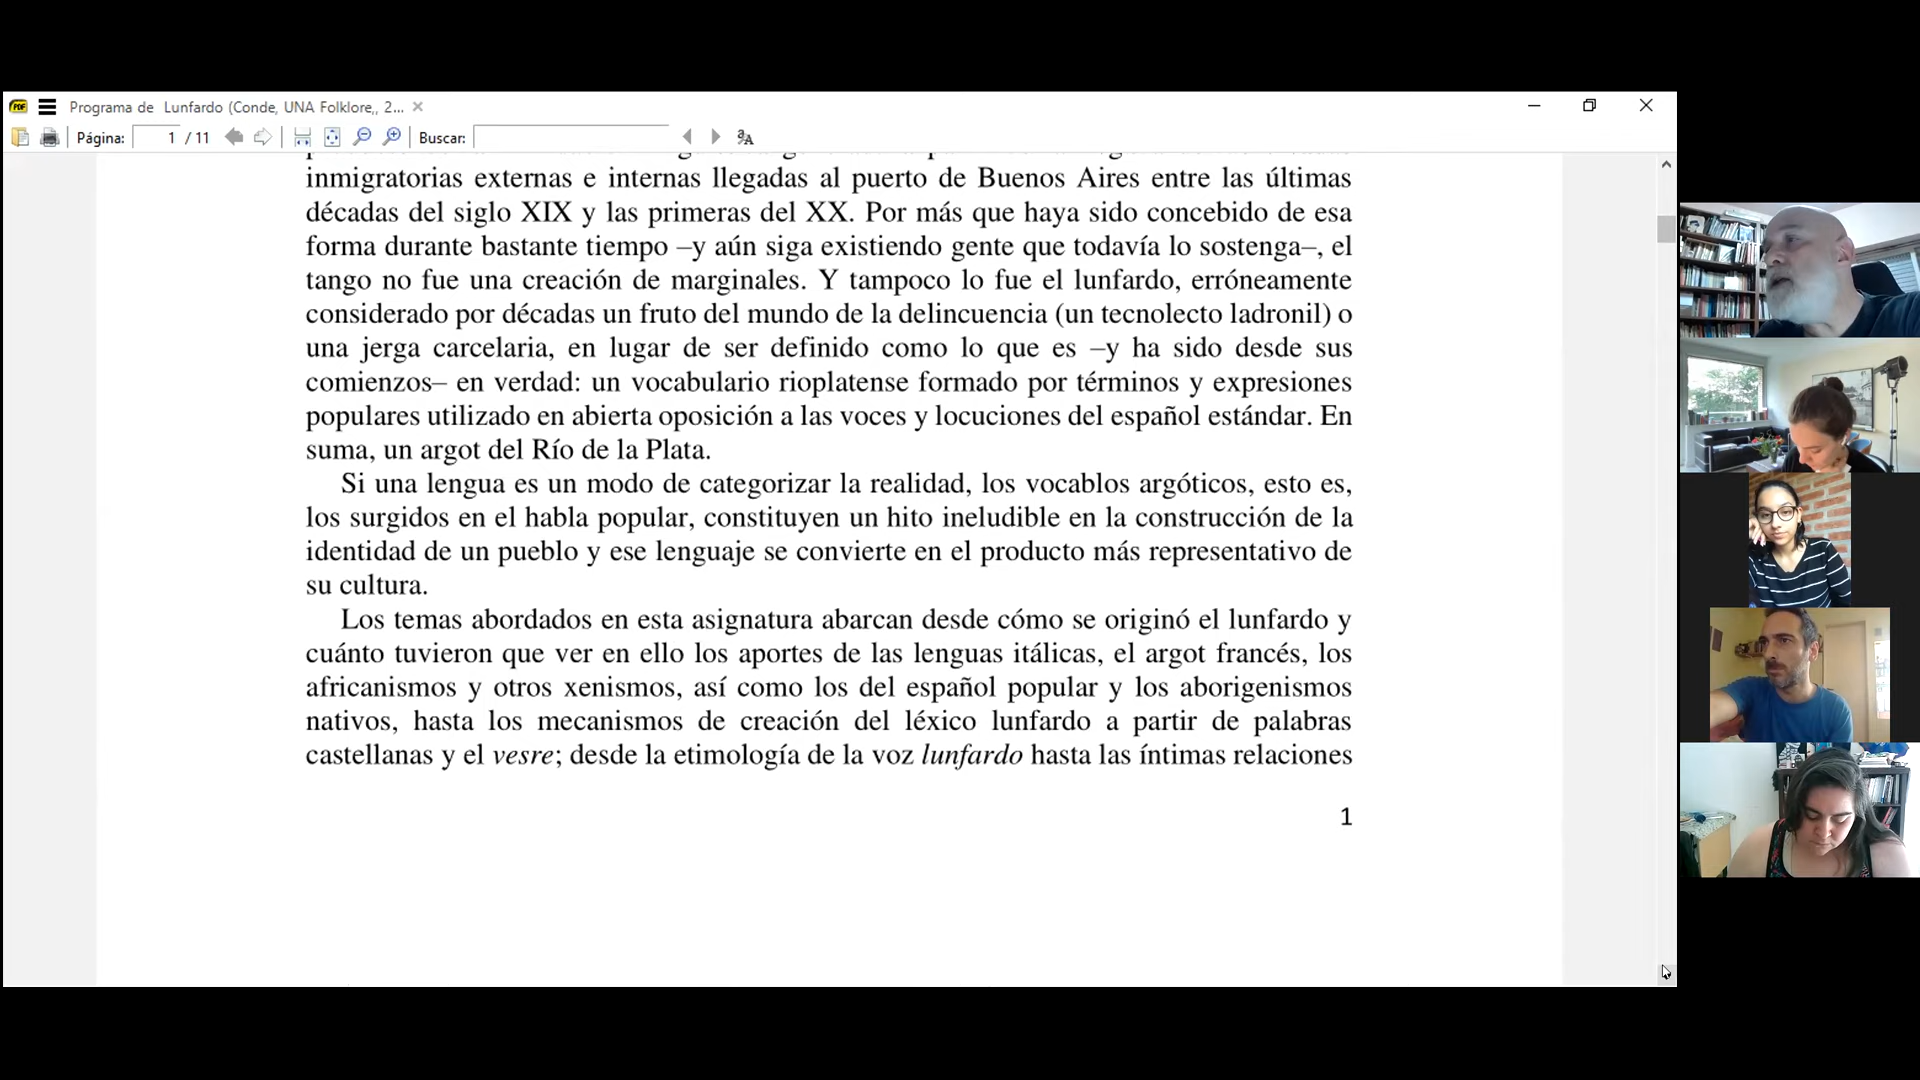 Programa de Lunfardo (Conde, UNA Folklore,, 2...
Página: 1 / 11 Buscar:
inmigratorias externas e internas llegadas al puerto de Buenos Aires entre las últimas
décadas del siglo XIX y las primeras del XX. Por más que haya sido concebido de esa
forma durante bastante tiempo –y aún siga existiendo gente que todavía lo sostenga–, el
tango no fue una creación de marginales. Y tampoco lo fue el lunfardo, erróneamente
considerado por décadas un fruto del mundo de la delincuencia (un tecnolecto ladronil) o
una jerga carcelaria, en lugar de ser definido como lo que es –y ha sido desde sus
comienzos– en verdad: un vocabulario rioplatense formado por términos y expresiones
populares utilizado en abierta oposición a las voces y locuciones del español estándar. En
suma, un argot del Río de la Plata.
Si una lengua es un modo de categorizar la realidad, los vocablos argóticos, esto es,
los surgidos en el habla popular, constituyen un hito ineludible en la construcción de la
identidad de un pueblo y ese lenguaje se convierte en el producto más representativo de
su cultura.
Los temas abordados en esta asignatura abarcan desde cómo se originó el lunfardo y
cuánto tuvieron que ver en ello los aportes de las lenguas itálicas, el argot francés, los
africanismos y otros xenismos, así como los del español popular y los aborigenismos
nativos, hasta los mecanismos de creación del léxico lunfardo a partir de palabras
castellanas y el vesre; desde la etimología de la voz lunfardo hasta las íntimas relaciones
1